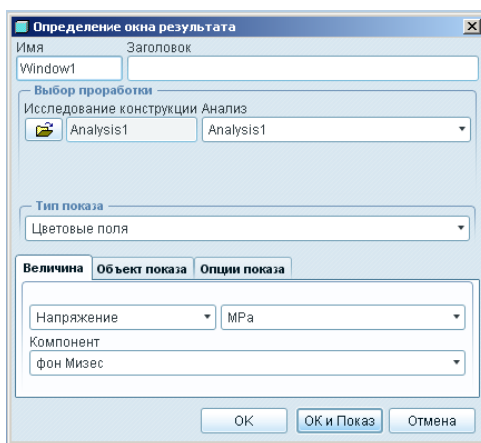 Определение окна результата
Имя Заголовок
Window1
Выбор проработки
Исследование конструкции Анализ
Analysis1 Analysis1
Тип показа
Цветовые поля
Величина Объект показа Опции показа
Напряжение MPa
Компонент
фон Мизес
OK ОК и Показ Отмена